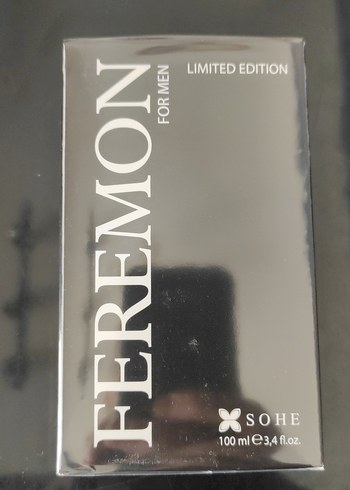 FEREMON
FOR MEN
LIMITED EDITION
SOHE
100 ml ℮ 3,4 fl.oz.